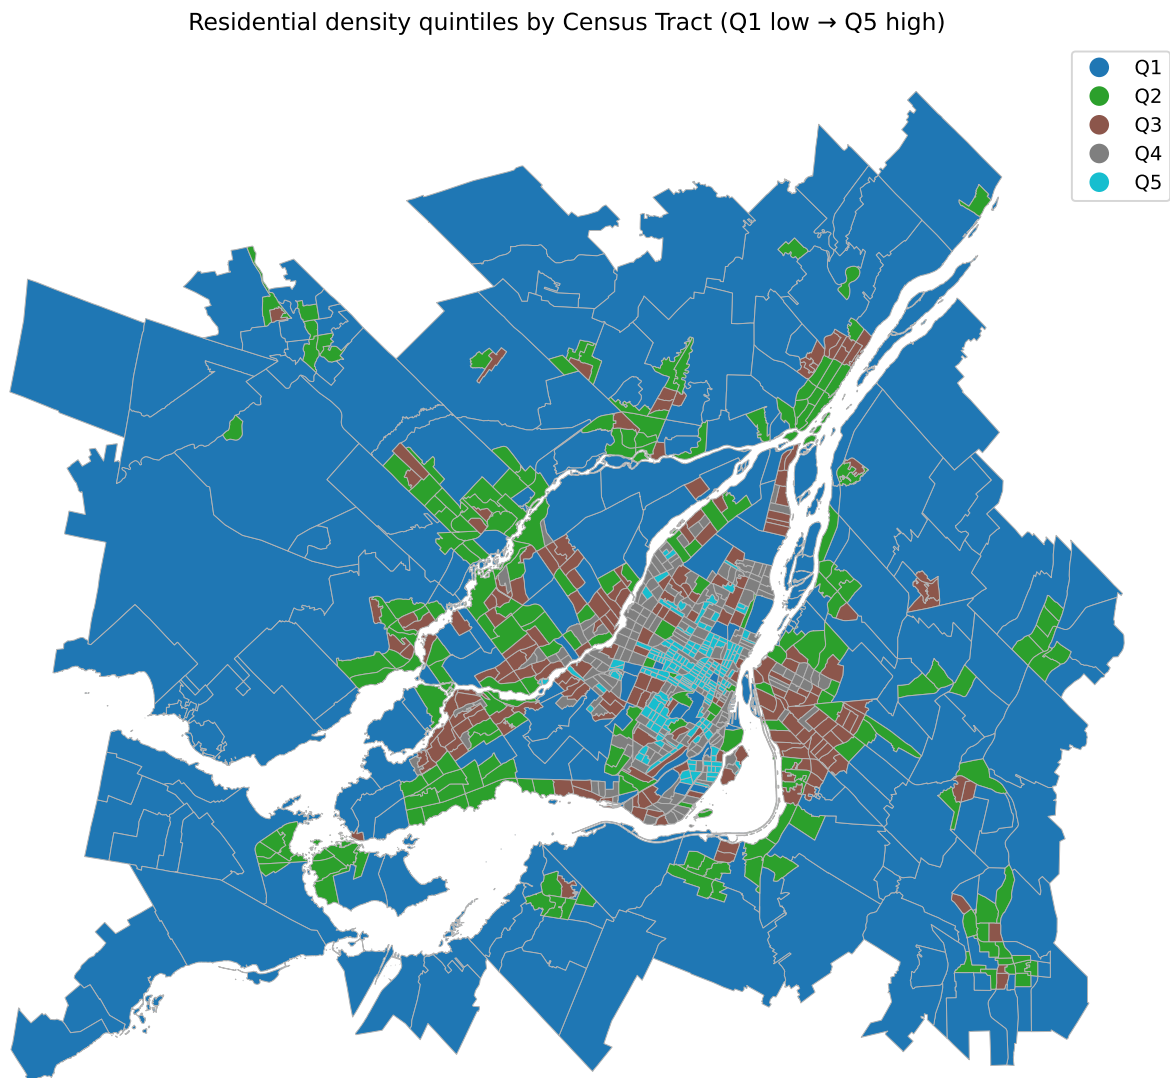 Residential density quintiles by Census Tract (Q1 low → Q5 high)
Q1
Q2
Q3
Q4
Q5